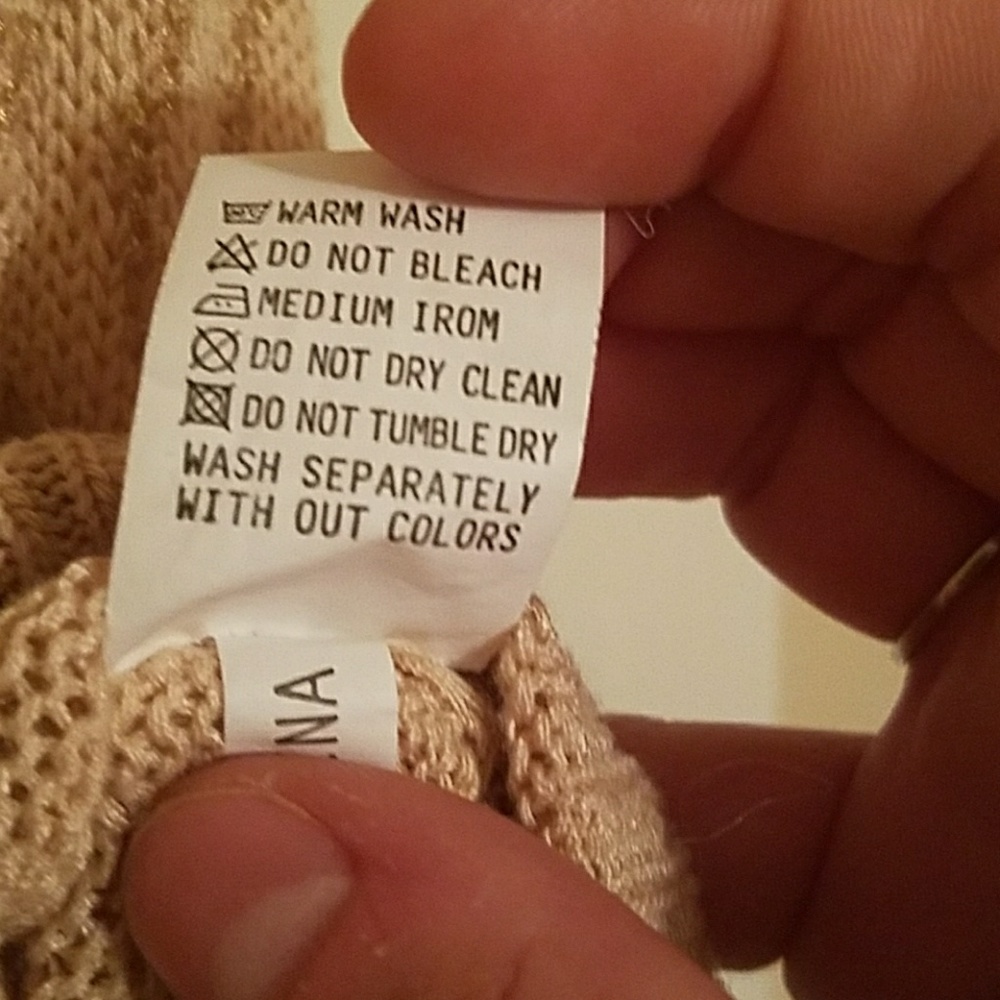 WARM WASH
DO NOT BLEACH
MEDIUM IROM
DO NOT DRY CLEAN
DO NOT TUMBLE DRY
WASH SEPARATELY
WITH OUT COLORS
NA